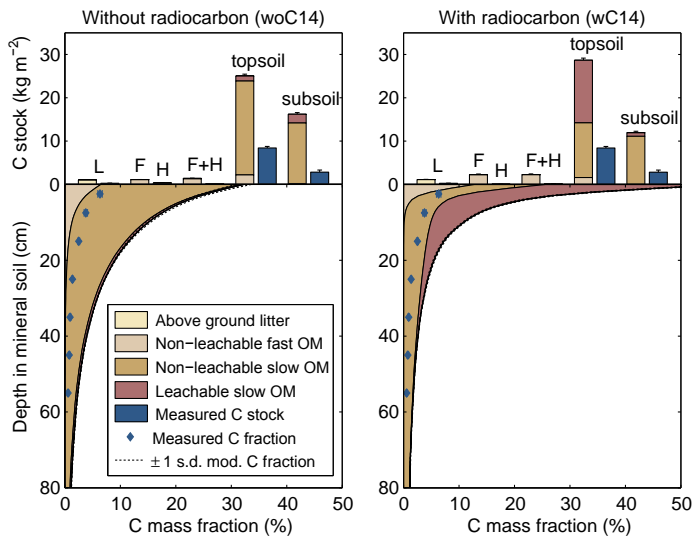 Without radiocarbon (woC14)
With radiocarbon (wC14)
C stock (kg m−2)
30
20
10
0
L
F
H
F+H
topsoil
subsoil
L
F
H
F+H
topsoil
subsoil
Depth in mineral soil (cm)
20
40
60
80
Above ground litter
Non−leachable fast OM
Non−leachable slow OM
Leachable slow OM
Measured C stock
Measured C fraction
± 1 s.d. mod. C fraction
0
10
20
30
40
50
C mass fraction (%)
30
20
10
0
20
40
60
80
0
10
20
30
40
50
C mass fraction (%)